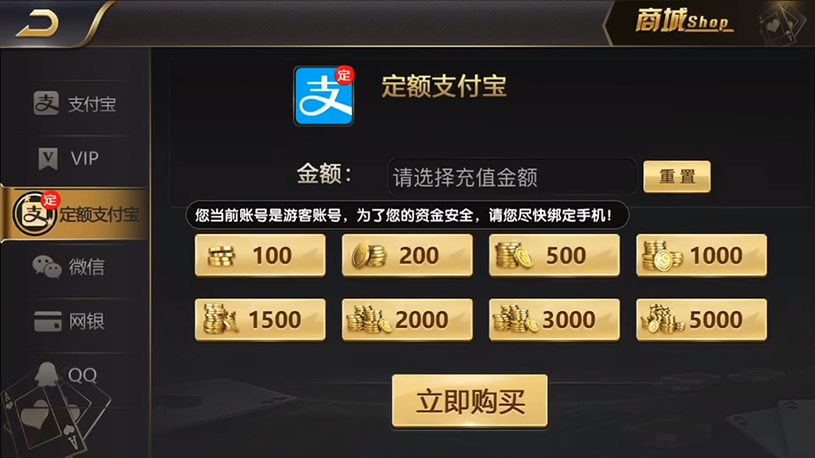 商城Shop
支付宝
VIP
定额支付宝
微信
网银
QQ
支 定
定额支付宝
金额：
请选择充值金额
重置
您当前账号是游客账号，为了您的资金安全，请您尽快绑定手机！
100 200 500 1000
1500 2000 3000 5000
立即购买